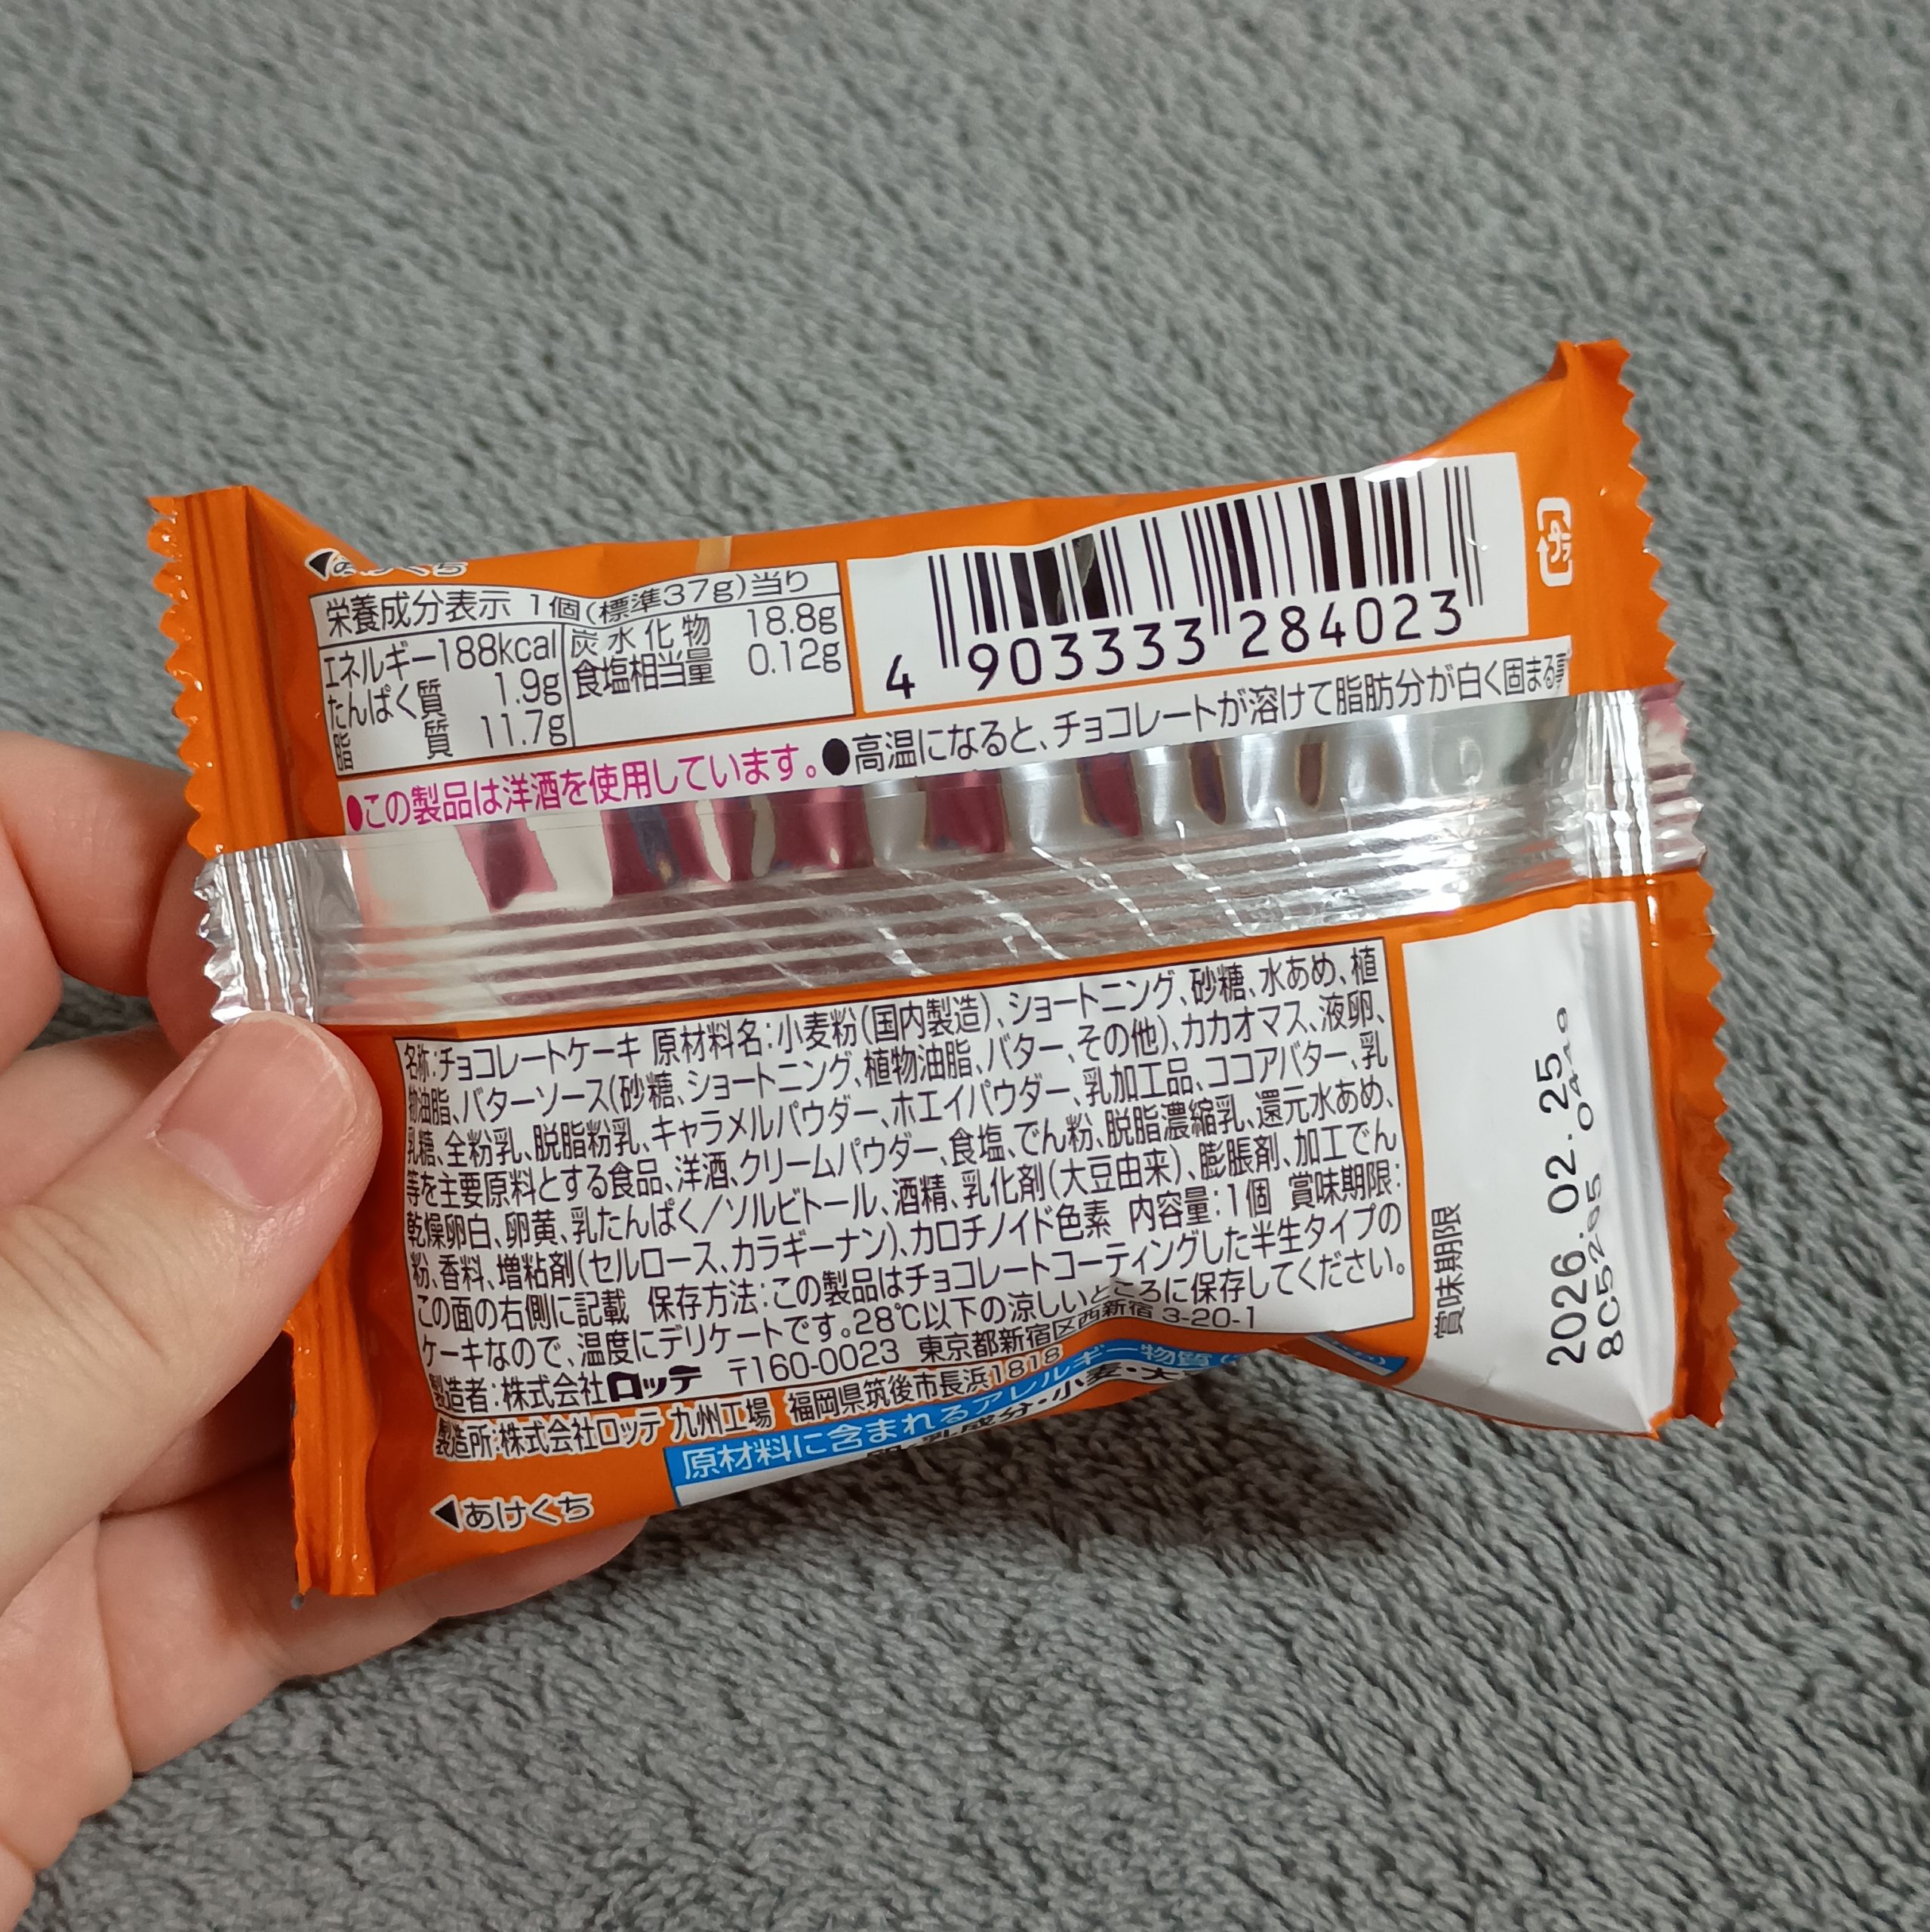 あけくち
栄養成分表示 1個(標準37g)当り
エネルギー188kcal 炭水化物 18.8g
たんぱく質 1.9g 食塩相当量 0.12g
脂質 11.7g
4 903333 284023
●この製品は洋酒を使用しています。●高温になると、チョコレートが溶けて脂肪分が白く固まる事
名称:チョコレートケーキ 原材料名:小麦粉(国内製造)、ショートニング、砂糖、水あめ、植
物油脂、バターソース(砂糖、ショートニング、植物油脂、バター、その他)、カカオマス、液卵、
乳糖、全粉乳、脱脂粉乳、キャラメルパウダー、ホエイパウダー、乳加工品、ココアバター、乳
等を主要原料とする食品、洋酒、クリームパウダー、食塩、でん粉、脱脂濃縮乳、還元水あめ、
乾燥卵白、卵黄、乳たんぱく/ソルビトール、酒精、乳化剤(大豆由来)、膨脹剤、加工でん
粉、香料、増粘剤(セルロース、カラギーナン)、カロチノイド色素 内容量:1個 賞味期限:
この面の右側に記載 保存方法:この製品はチョコレートコーティングした半生タイプの
ケーキなので、温度にデリケートです。28℃以下の涼しいところに保存してください。
製造者:株式会社ロッテ 〒160-0023 東京都新宿区西新宿 3-20-1
製造所:株式会社ロッテ 九州工場 福岡県筑後市長浜1818
原材料に含まれるアレルギー物質
乳成分・小麦・大
◀あけくち
賞味期限
2026.02.25